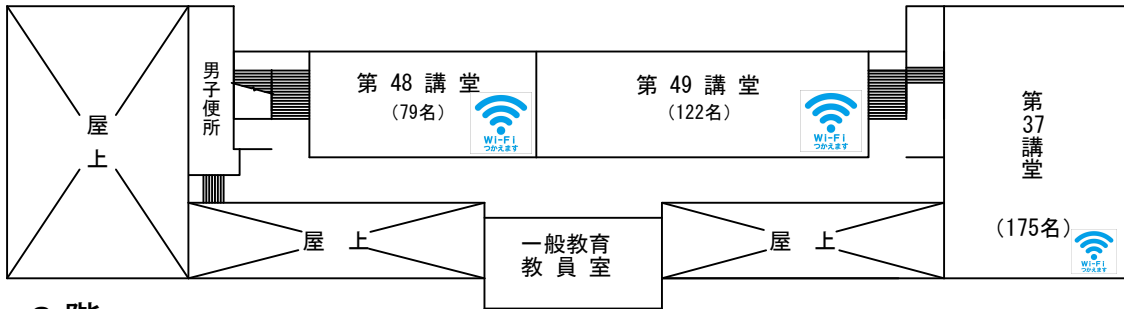 屋上
男子便所
第 48 講 堂
(79名)
Wi-Fi
つかえます
第 49 講 堂
(122名)
Wi-Fi
つかえます
第37講堂
(175名)
Wi-Fi
つかえます
屋 上
一般教育
教 員 室
屋 上
階